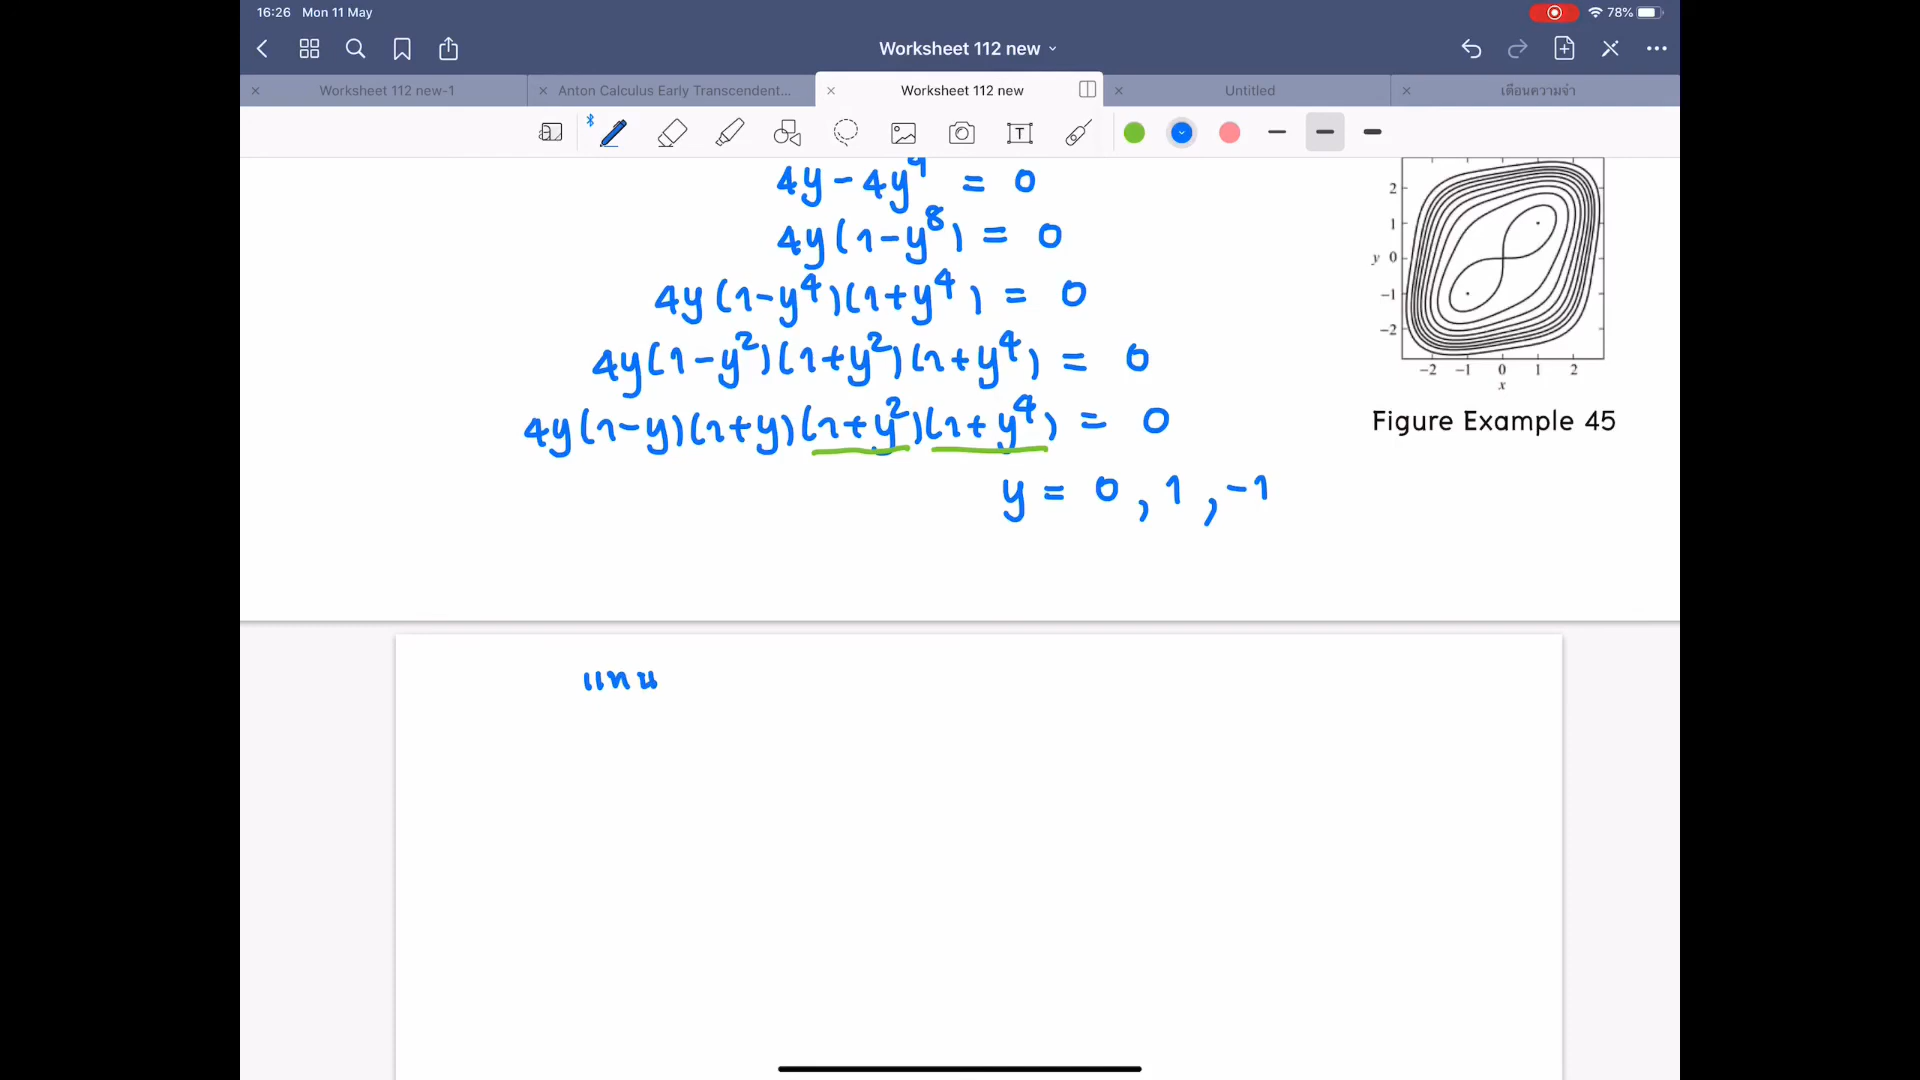 16:26 Mon 11 May 78%
Worksheet 112 new
Worksheet 112 new-1 Anton Calculus Early Transcendent... Worksheet 112 new Untitled เตือนความจำ
4y - 4y⁹ = 0
4y(1-y⁸) = 0
4y(1-y⁴)(1+y⁴) = 0
4y(1-y²)(1+y²)(1+y⁴) = 0
4y(1-y)(1+y)(1+y²)(1+y⁴) = 0
y = 0, 1, -1
2
1
y 0
-1
-2
-2 -1 0 1 2
x
Figure Example 45
แทน